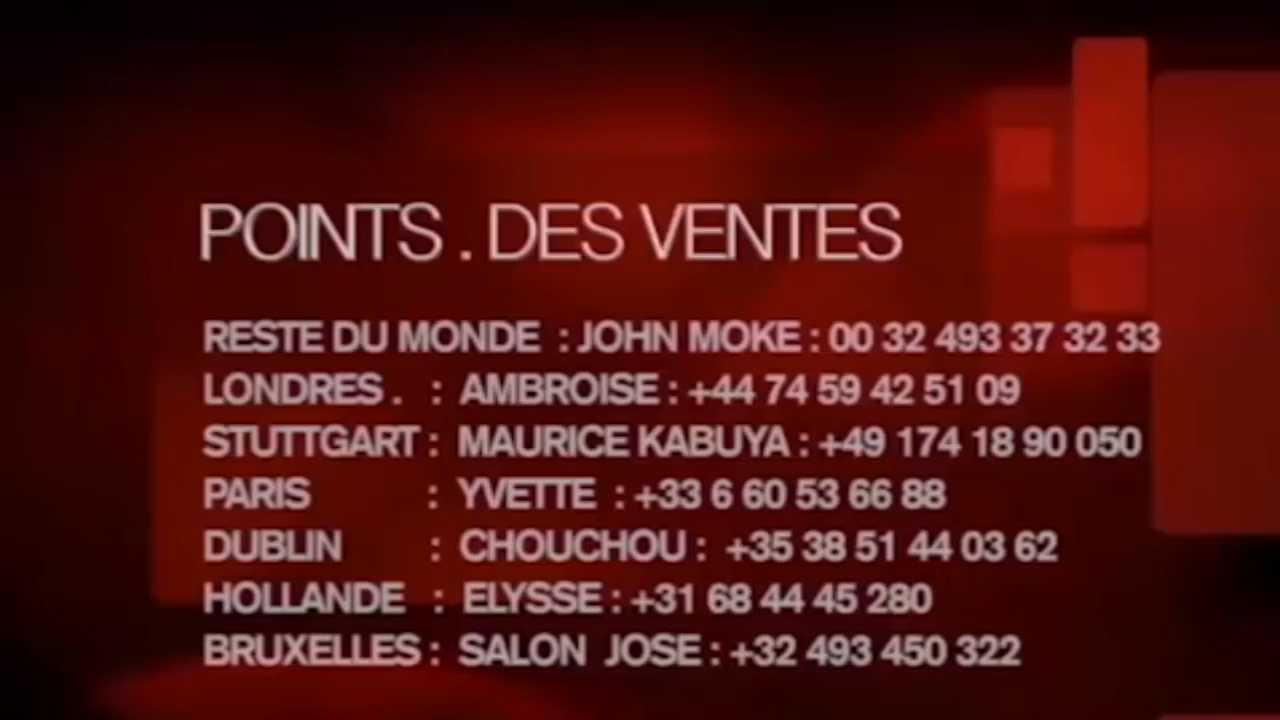 POINTS . DES VENTES
RESTE DU MONDE : JOHN MOKE : 00 32 493 37 32 33
LONDRES . : AMBROISE : +44 74 59 42 51 09
STUTTGART : MAURICE KABUYA : +49 174 18 90 050
PARIS : YVETTE : +33 6 60 53 66 88
DUBLIN : CHOUCHOU : +35 38 51 44 03 62
HOLLANDE : ELYSSE : +31 68 44 45 280
BRUXELLES : SALON JOSE : +32 493 450 322